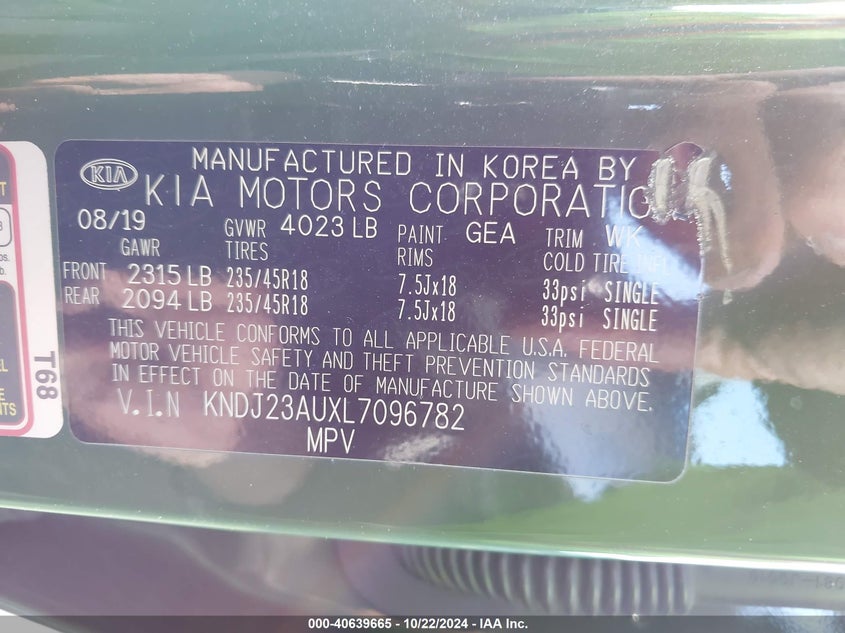 KIA
MANUFACTURED IN KOREA BY
KIA MOTORS CORPORATION
08/19 GVWR 4023 LB PAINT GEA TRIM WK
GAWR TIRES RIMS COLD TIRE INFL
FRONT 2315 LB 235/45R18 7.5Jx18 33psi SINGLE
REAR 2094 LB 235/45R18 7.5Jx18 33psi SINGLE
THIS VEHICLE CONFORMS TO ALL APPLICABLE U.S.A. FEDERAL
MOTOR VEHICLE SAFETY AND THEFT PREVENTION STANDARDS
IN EFFECT ON THE DATE OF MANUFACTURE SHOWN ABOVE.
V.I.N KNDJ23AUXL7096782
MPV
T68
000-40639665 - 10/22/2024 - IAA Inc.